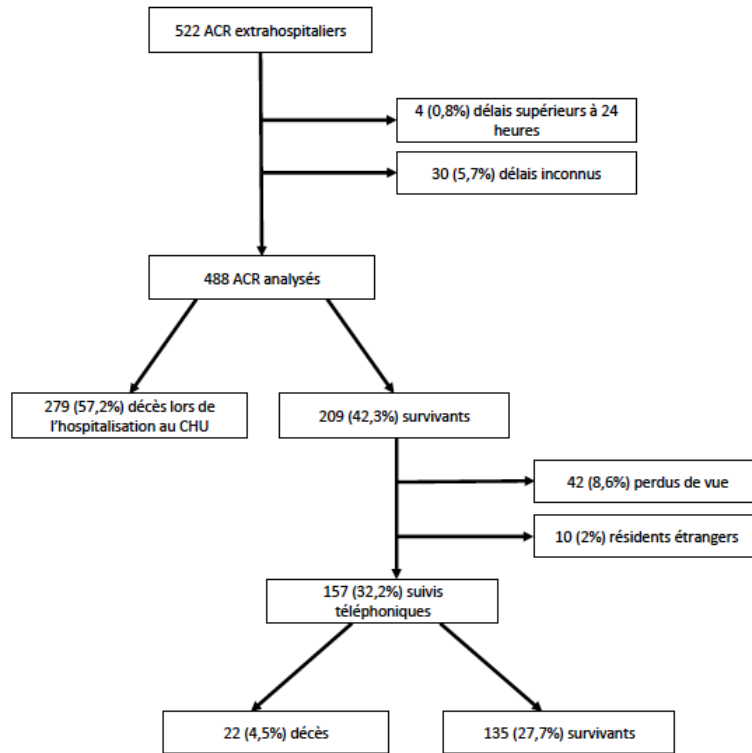 522 ACR extrahospitaliers
4 (0,8%) délais supérieurs à 24
heures
30 (5,7%) délais inconnus
488 ACR analysés
279 (57,2%) décès lors de
l'hospitalisation au CHU
209 (42,3%) survivants
42 (8,6%) perdus de vue
10 (2%) résidents étrangers
157 (32,2%) suivis
téléphoniques
22 (4,5%) décès
135 (27,7%) survivants